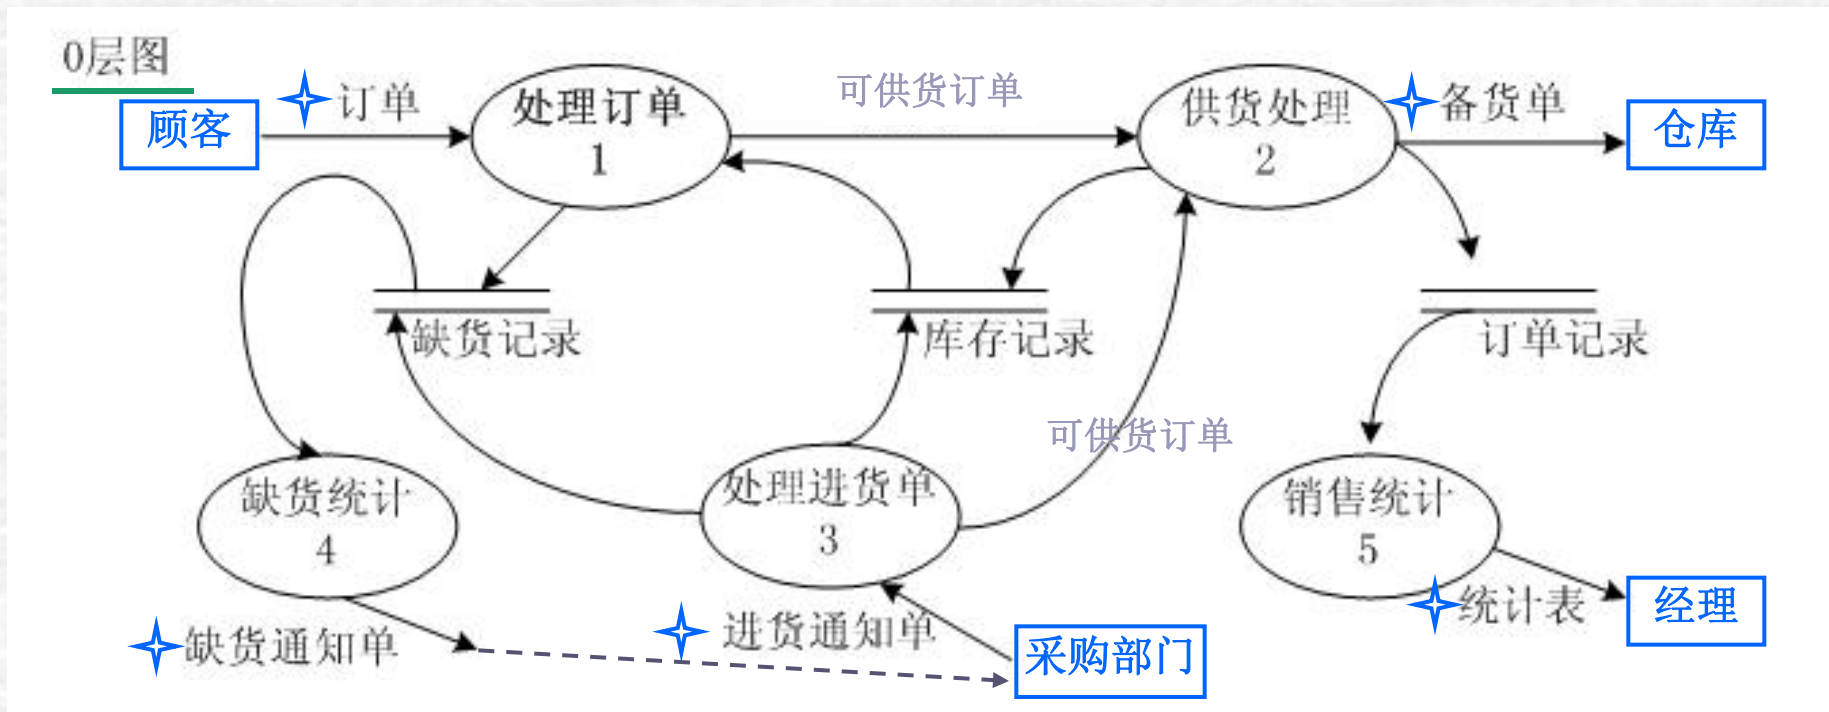 0层图
顾客
订单
处理订单
1
可供货订单
供货处理
2
备货单
仓库
缺货记录
库存记录
订单记录
可供货订单
缺货统计
4
处理进货单
3
销售统计
5
缺货通知单
进货通知单
采购部门
统计表
经理